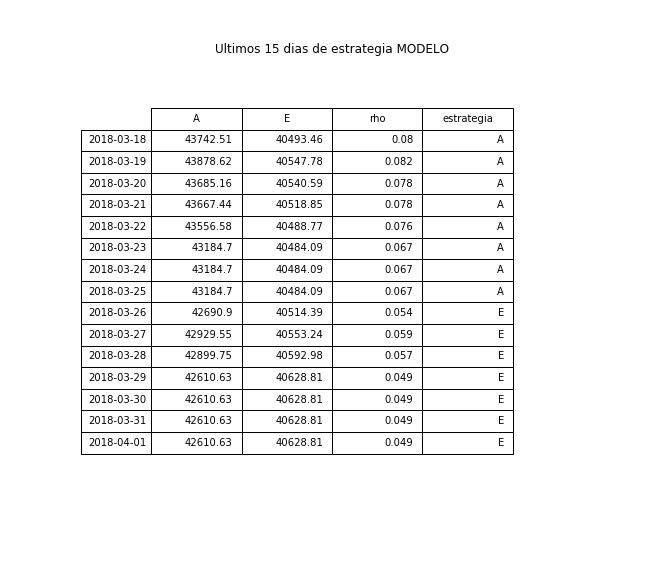 Ultimos 15 dias de estrategia MODELO
A E rho estrategia
2018-03-18 43742.51 40493.46 0.08 A
2018-03-19 43878.62 40547.78 0.082 A
2018-03-20 43685.16 40540.59 0.078 A
2018-03-21 43667.44 40518.85 0.078 A
2018-03-22 43556.58 40488.77 0.076 A
2018-03-23 43184.7 40484.09 0.067 A
2018-03-24 43184.7 40484.09 0.067 A
2018-03-25 43184.7 40484.09 0.067 A
2018-03-26 42690.9 40514.39 0.054 E
2018-03-27 42929.55 40553.24 0.059 E
2018-03-28 42899.75 40592.98 0.057 E
2018-03-29 42610.63 40628.81 0.049 E
2018-03-30 42610.63 40628.81 0.049 E
2018-03-31 42610.63 40628.81 0.049 E
2018-04-01 42610.63 40628.81 0.049 E